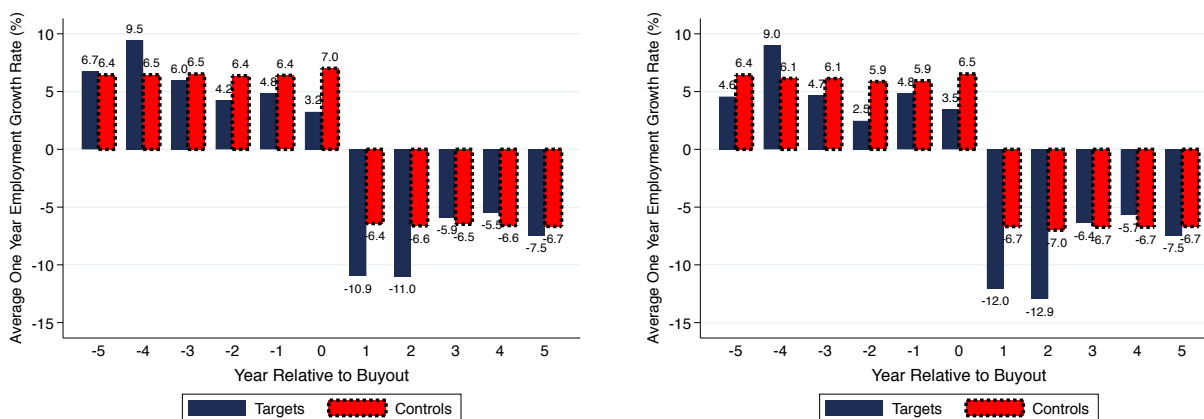 Average One Year Employment Growth Rate (%)
10
5
0
-5
-10
-15
6.7 6.4 9.5 6.5 6.0 6.5 4.2 6.4 4.8 6.4 3.2 7.0
-10.9 -6.4 -11.0 -6.6 -5.9 -6.5 -5.5 -6.6 -7.5 -6.7
-5 -4 -3 -2 -1 0 1 2 3 4 5
Year Relative to Buyout
Targets Controls
Average One Year Employment Growth Rate (%)
10
5
0
-5
-10
-15
4.6 6.4 9.0 6.1 4.7 6.1 2.5 5.9 4.8 5.9 3.5 6.5
-12.0 -6.7 -12.9 -7.0 -6.4 -6.7 -5.7 -6.7 -7.5 -6.7
-5 -4 -3 -2 -1 0 1 2 3 4 5
Year Relative to Buyout
Targets Controls